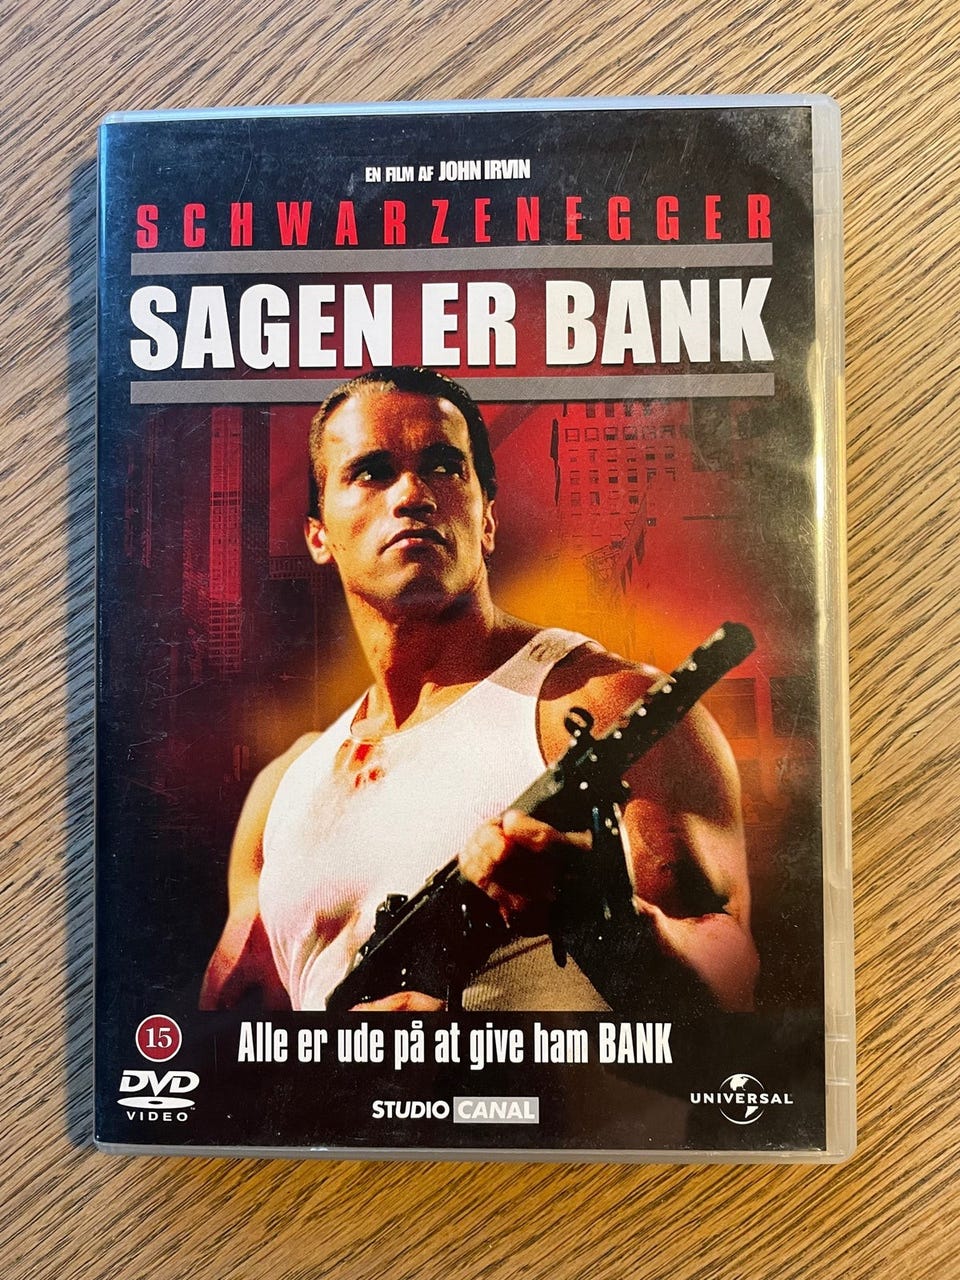 EN FILM AF JOHN IRVIN
SCHWARZENEGGER
SAGEN ER BANK
Alle er ude på at give ham BANK
15
DVD
VIDEO
STUDIO CANAL
UNIVERSAL